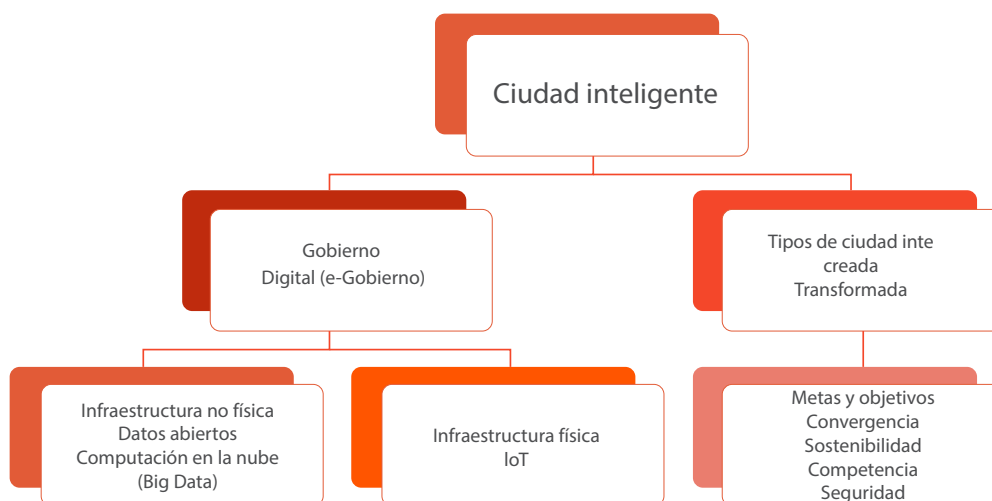 Ciudad inteligente
Gobierno
Digital (e-Gobierno)
Tipos de ciudad inte
creada
Transformada
Infraestructura no física
Datos abiertos
Computación en la nube
(Big Data)
Infraestructura física
IoT
Metas y objetivos
Convergencia
Sostenibilidad
Competencia
Seguridad